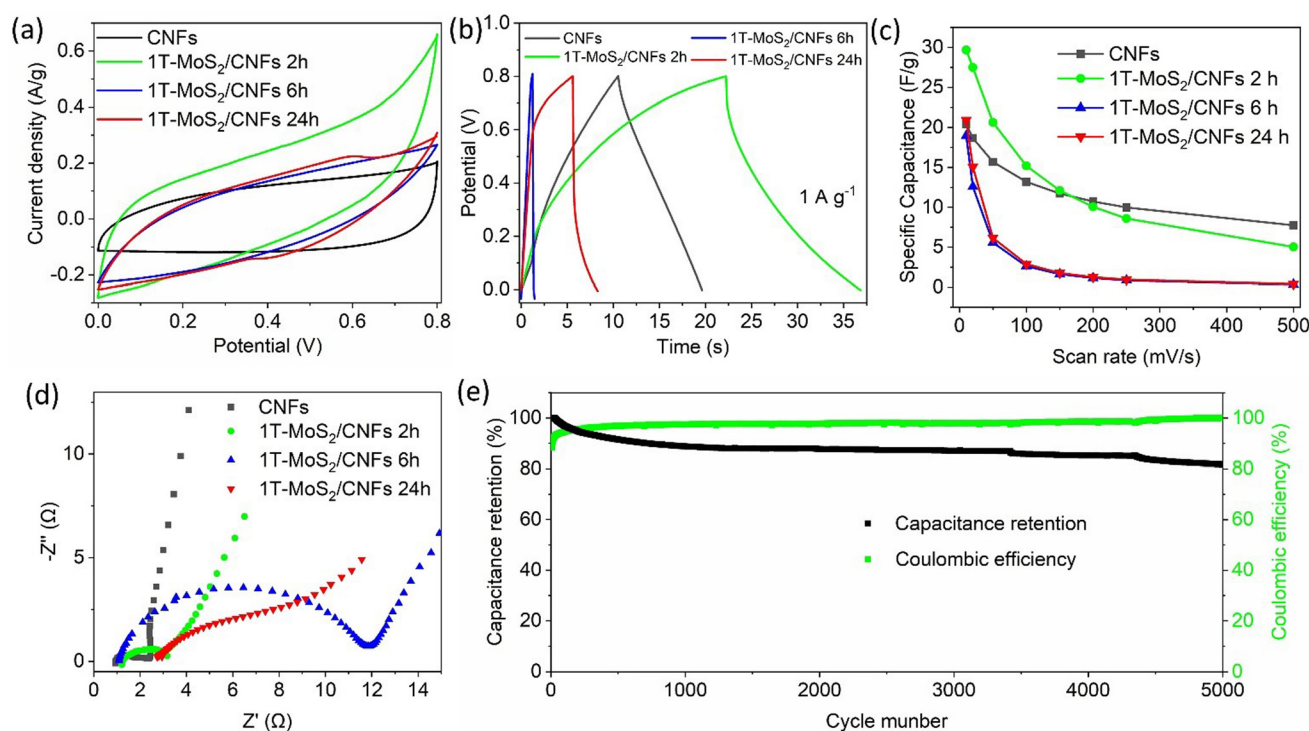 (a)
Current density (A/g)
0.6
0.4
0.2
0.0
-0.2
CNFs
1T-MoS2/CNFs 2h
1T-MoS2/CNFs 6h
1T-MoS2/CNFs 24h
0.0 0.2 0.4 0.6 0.8
Potential (V)
(b)
Potential (V)
1.0
0.8
0.6
0.4
0.2
0.0
CNFs 1T-MoS2/CNFs 6h
1T-MoS2/CNFs 2h 1T-MoS2/CNFs 24h
1 A g-1
0 5 10 15 20 25 30 35
Time (s)
(c)
Specific Capacitance (F/g)
30
25
20
15
10
5
0
CNFs
1T-MoS2/CNFs 2 h
1T-MoS2/CNFs 6 h
1T-MoS2/CNFs 24 h
0 100 200 300 400 500
Scan rate (mV/s)
(d)
-Z'' (Ω)
10
5
0
CNFs
1T-MoS2/CNFs 2h
1T-MoS2/CNFs 6h
1T-MoS2/CNFs 24h
0 2 4 6 8 10 12 14
Z' (Ω)
(e)
Capacitance retention (%)
100
80
60
40
20
0
Capacitance retention
Coulombic efficiency
100
80
60
40
20
0
Coulombic efficiency (%)
0 1000 2000 3000 4000 5000
Cycle munber